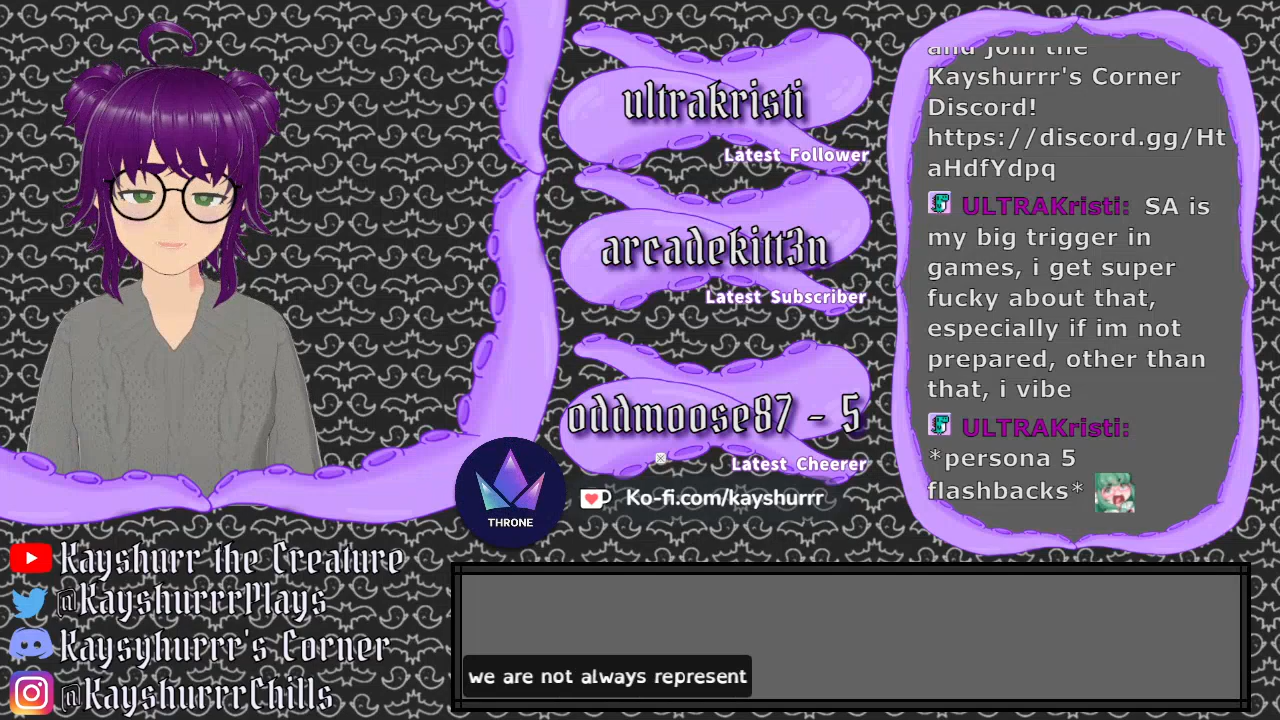 ultrakristi
Latest Follower
arcadekitt3n
Latest Subscriber
oddmoose87 - 5
Latest Cheerer
THRONE
Ko-fi.com/kayshurrr
and join the
Kayshurrr's Corner
Discord!
https://discord.gg/Ht
aHdfYdpq
ULTRAKristi: SA is
my big trigger in
games, i get super
fucky about that,
especially if im not
prepared, other than
that, i vibe
ULTRAKristi:
*persona 5
flashbacks*
Kayshurr the Creature
@KayshurrrPlays
Kaysyhurrr's Corner
@KayshurrrChills
we are not always represent